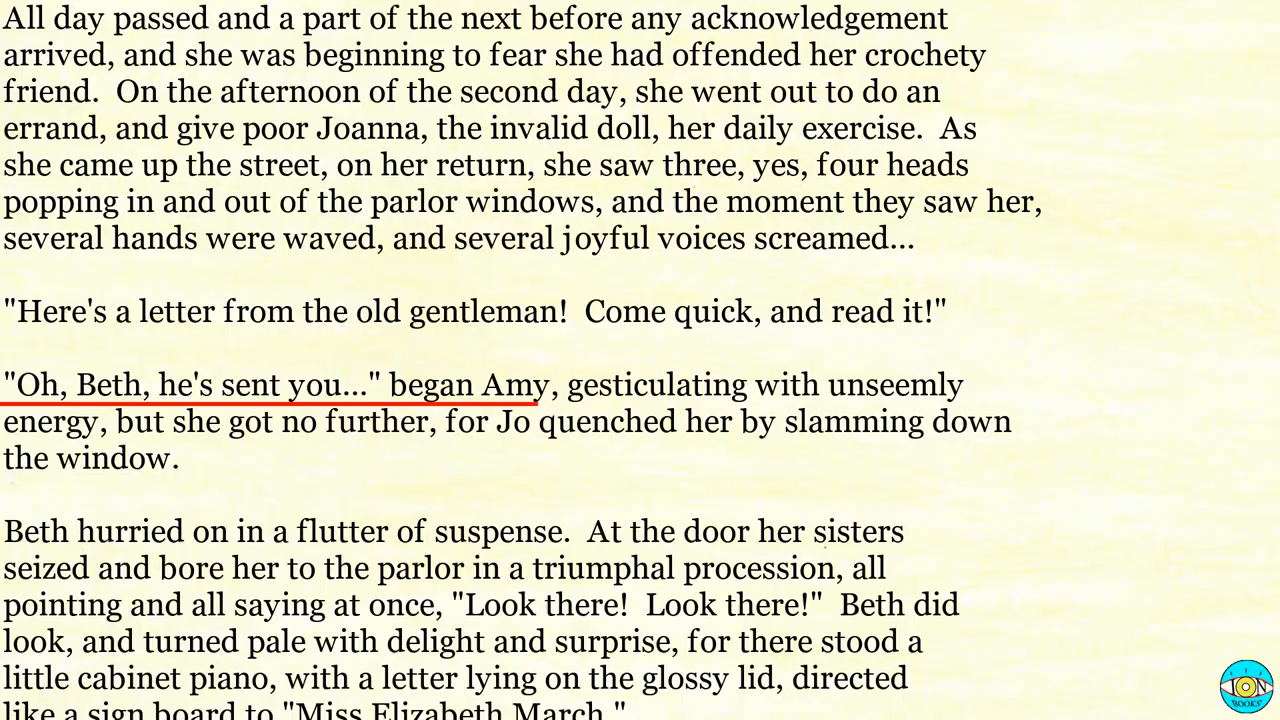 All day passed and a part of the next before any acknowledgement
arrived, and she was beginning to fear she had offended her crochety
friend.  On the afternoon of the second day, she went out to do an
errand, and give poor Joanna, the invalid doll, her daily exercise.  As
she came up the street, on her return, she saw three, yes, four heads
popping in and out of the parlor windows, and the moment they saw her,
several hands were waved, and several joyful voices screamed...
"Here's a letter from the old gentleman!  Come quick, and read it!"
"Oh, Beth, he's sent you..." began Amy, gesticulating with unseemly
energy, but she got no further, for Jo quenched her by slamming down
the window.
Beth hurried on in a flutter of suspense.  At the door her sisters
seized and bore her to the parlor in a triumphal procession, all
pointing and all saying at once, "Look there!  Look there!"  Beth did
look, and turned pale with delight and surprise, for there stood a
little cabinet piano, with a letter lying on the glossy lid, directed
like a sign board to "Miss Elizabeth March."
ION
BOOKS